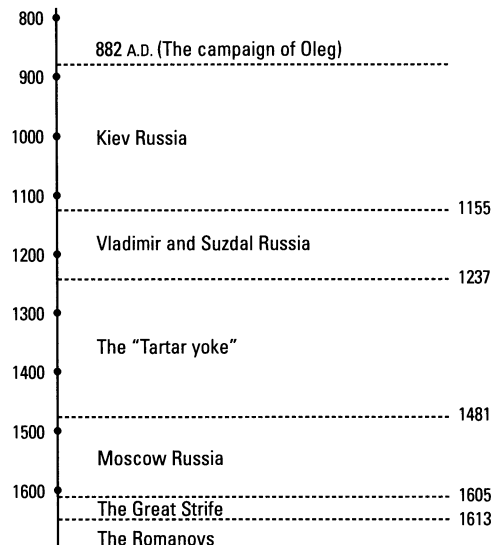 800
882 A.D. (The campaign of Oleg)
900
1000 Kiev Russia
1100
1155
Vladimir and Suzdal Russia
1200
1237
1300
The "Tartar yoke"
1400
1481
1500
Moscow Russia
1600
1605
The Great Strife
1613
The Romanovs